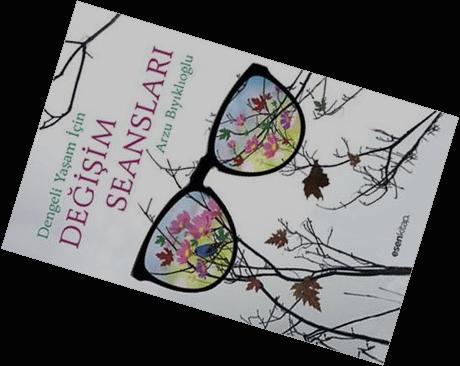 Dengeli Yaşam İçin
DEĞİŞİM
SEANSLARI
Arzu Bıyıklıoğlu
esenkitap